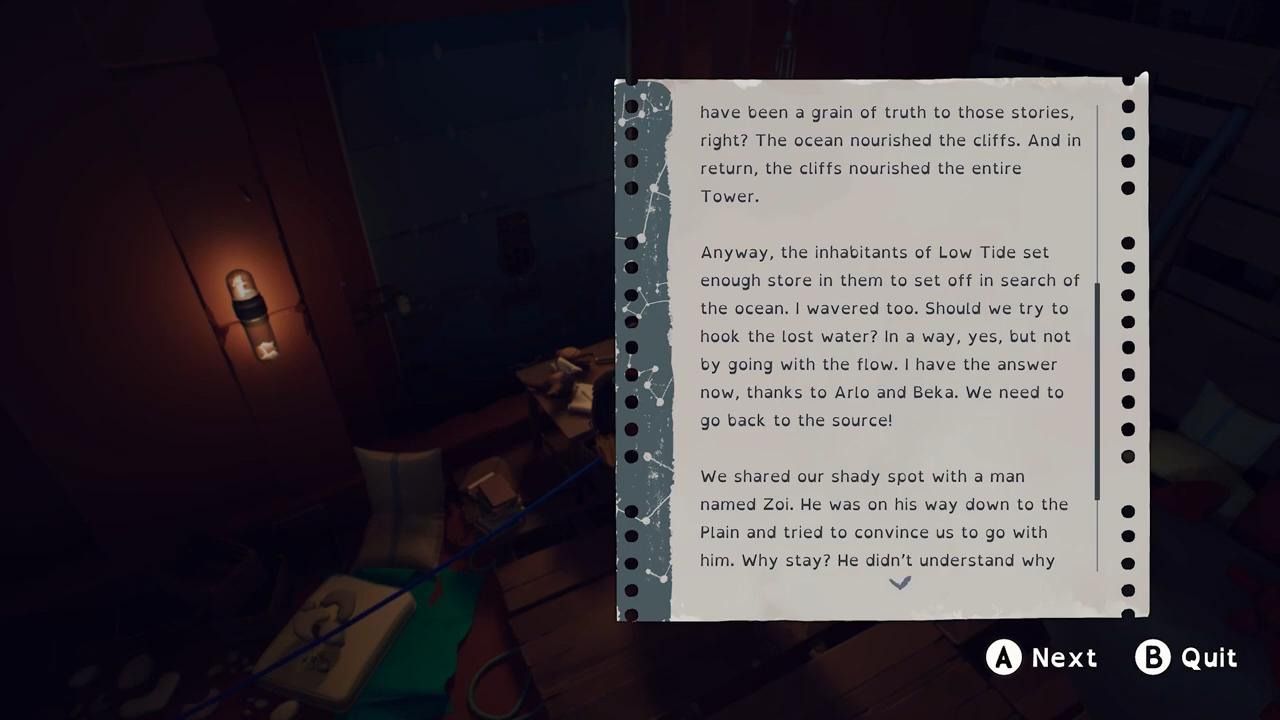 have been a grain of truth to those stories,
right? The ocean nourished the cliffs. And in
return, the cliffs nourished the entire
Tower.
Anyway, the inhabitants of Low Tide set
enough store in them to set off in search of
the ocean. I wavered too. Should we try to
hook the lost water? In a way, yes, but not
by going with the flow. I have the answer
now, thanks to Arlo and Beka. We need to
go back to the source!
We shared our shady spot with a man
named Zoi. He was on his way down to the
Plain and tried to convince us to go with
him. Why stay? He didn't understand why
A Next B Quit